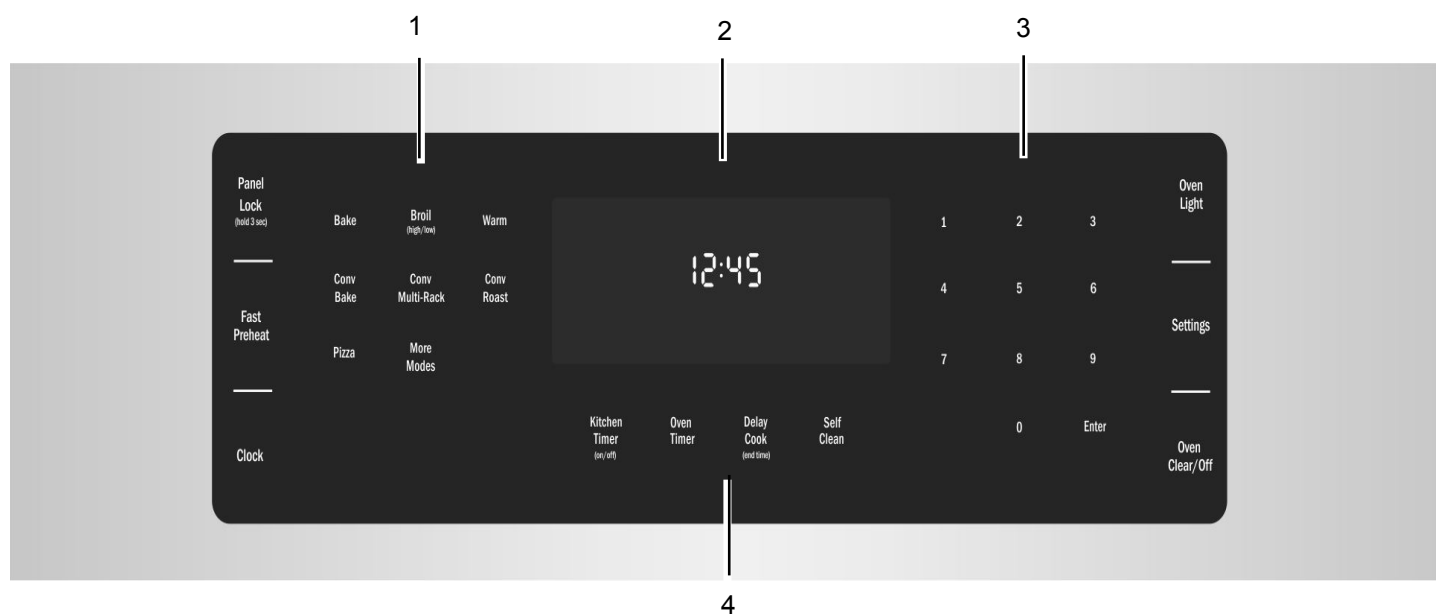 1
2
3
Panel
Lock
(hold 3 sec)
Fast
Preheat
Clock
Bake
Broil
(high/low)
Warm
Conv
Bake
Conv
Multi-Rack
Conv
Roast
Pizza
More
Modes
12:45
Kitchen
Timer
(on/off)
Oven
Timer
Delay
Cook
(end time)
Self
Clean
1 2 3
4 5 6
7 8 9
0 Enter
Oven
Light
Settings
Oven
Clear/Off
4